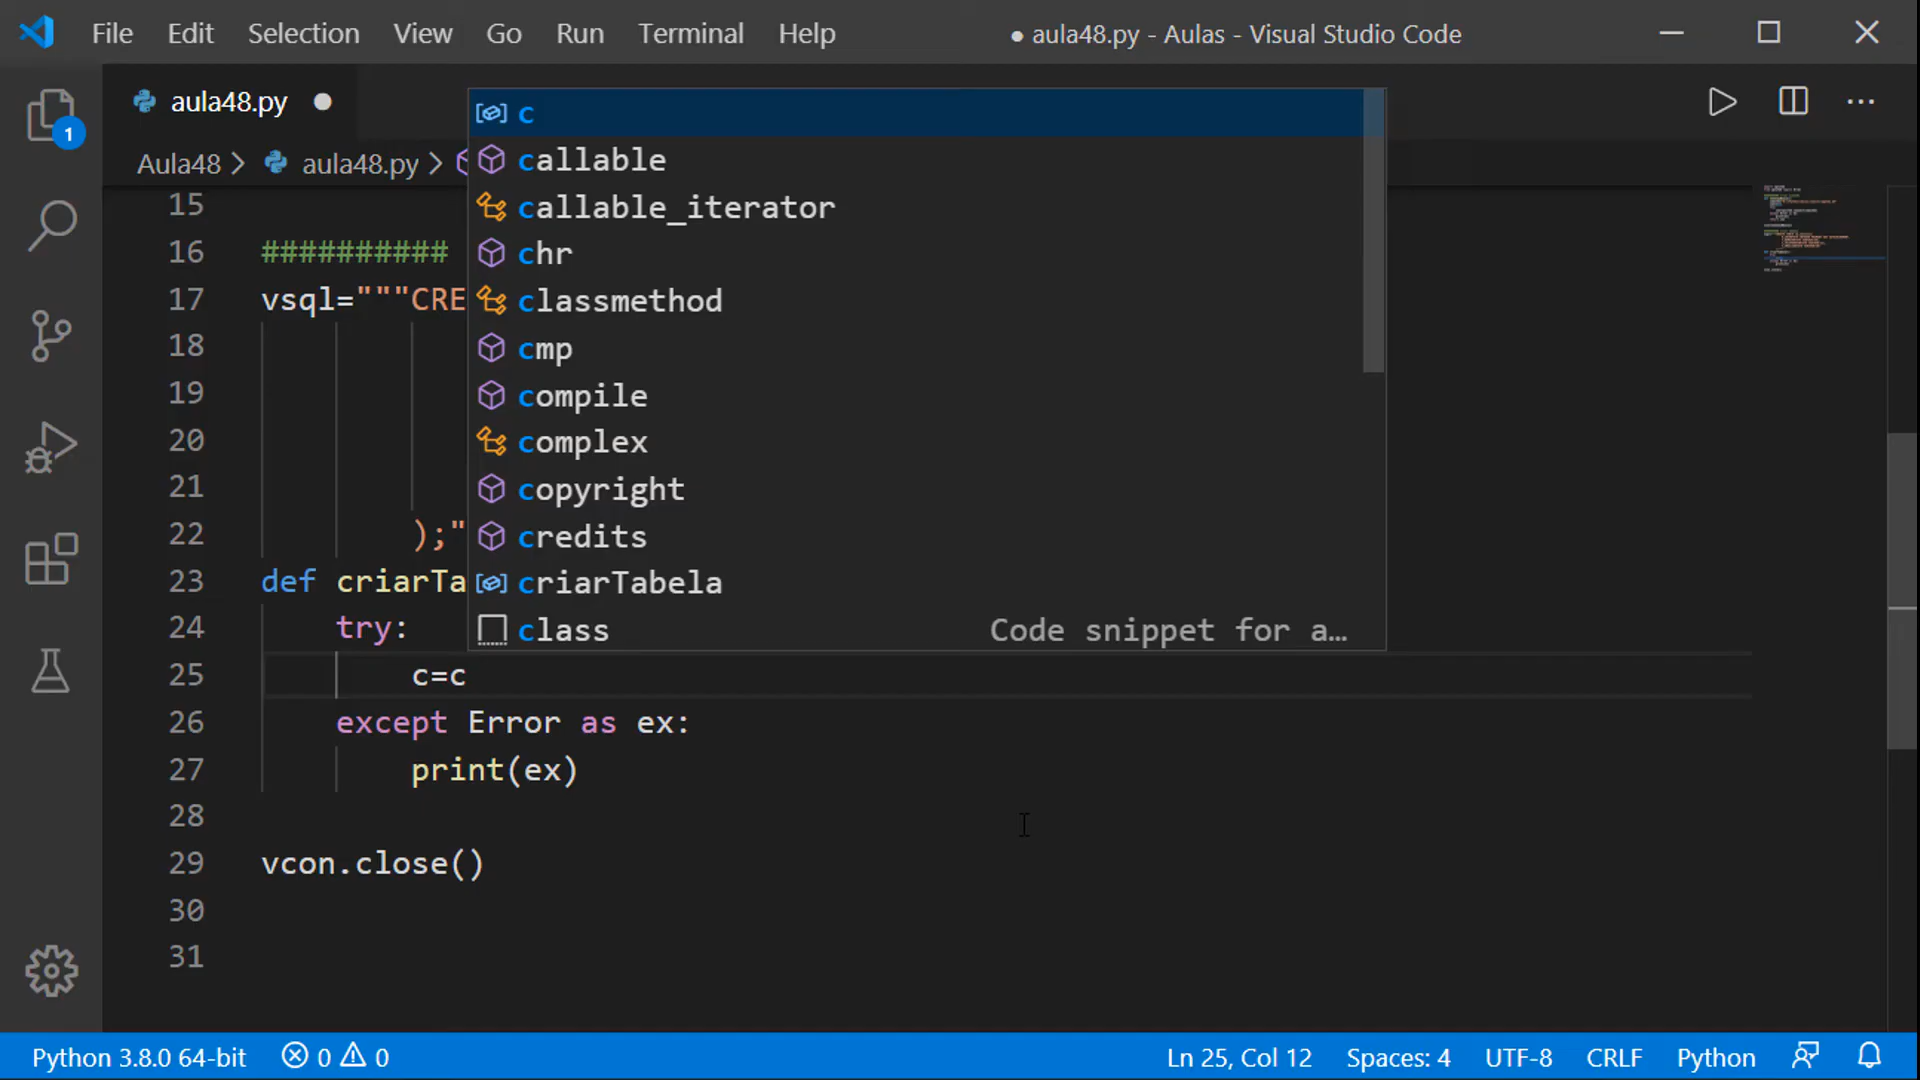 File Edit Selection View Go Run Terminal Help ● aula48.py - Aulas - Visual Studio Code
aula48.py ●
Aula48 > aula48.py >
1
c
callable
callable_iterator
chr
classmethod
cmp
compile
complex
copyright
credits
criarTabela
class Code snippet for a…
15
16 ##########
17 vsql="""CRE
18
19
20
21
22 );"
23 def criarTa
24 try:
25 c=c
26 except Error as ex:
27 print(ex)
28
29 vcon.close()
30
31
Python 3.8.0 64-bit 0 0 Ln 25, Col 12 Spaces: 4 UTF-8 CRLF Python